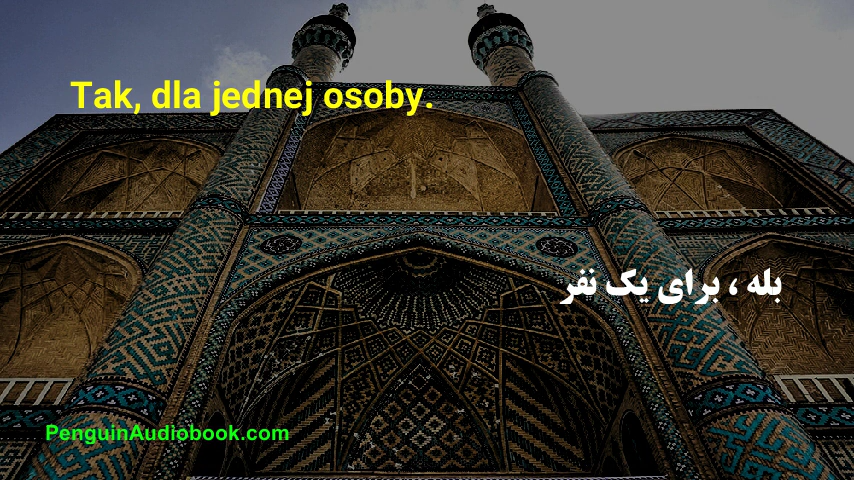 Tak, dla jednej osoby.
بله ، برای یک نفر
PenguinAudiobook.com